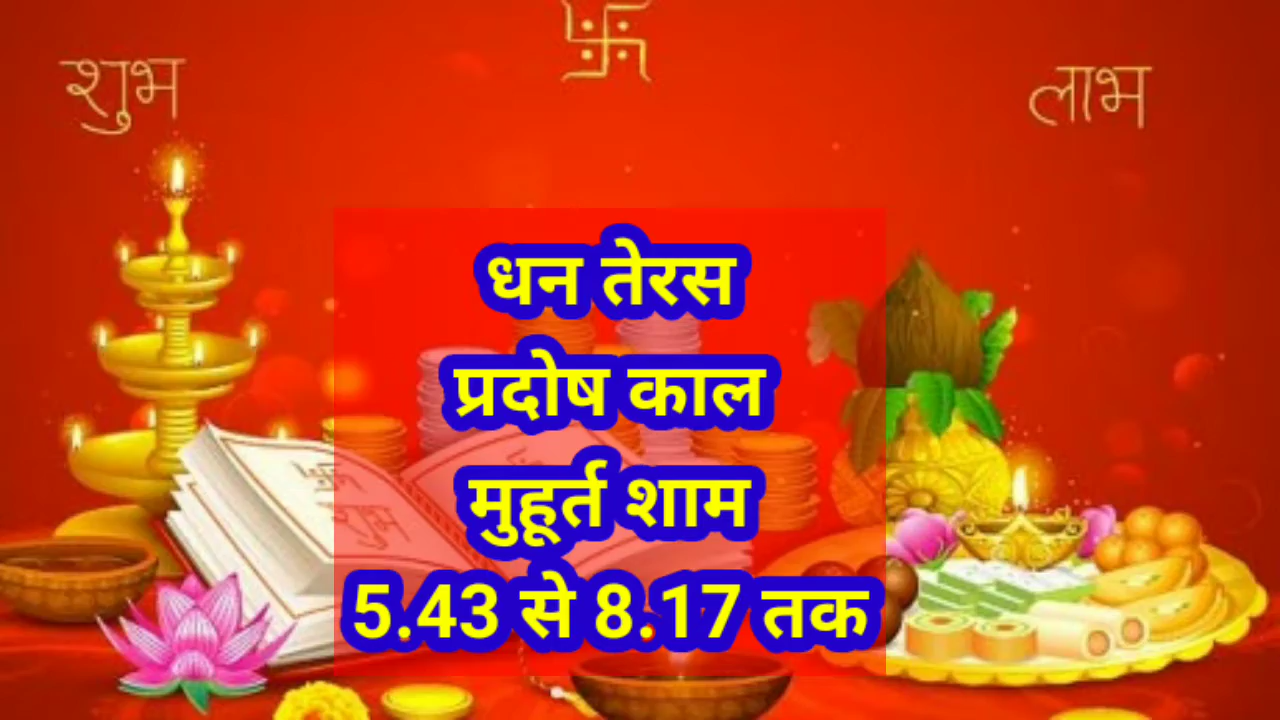 शुभ
लाभ
धन तेरस
प्रदोष काल
मुहूर्त शाम
5.43 से 8.17 तक
शुभ